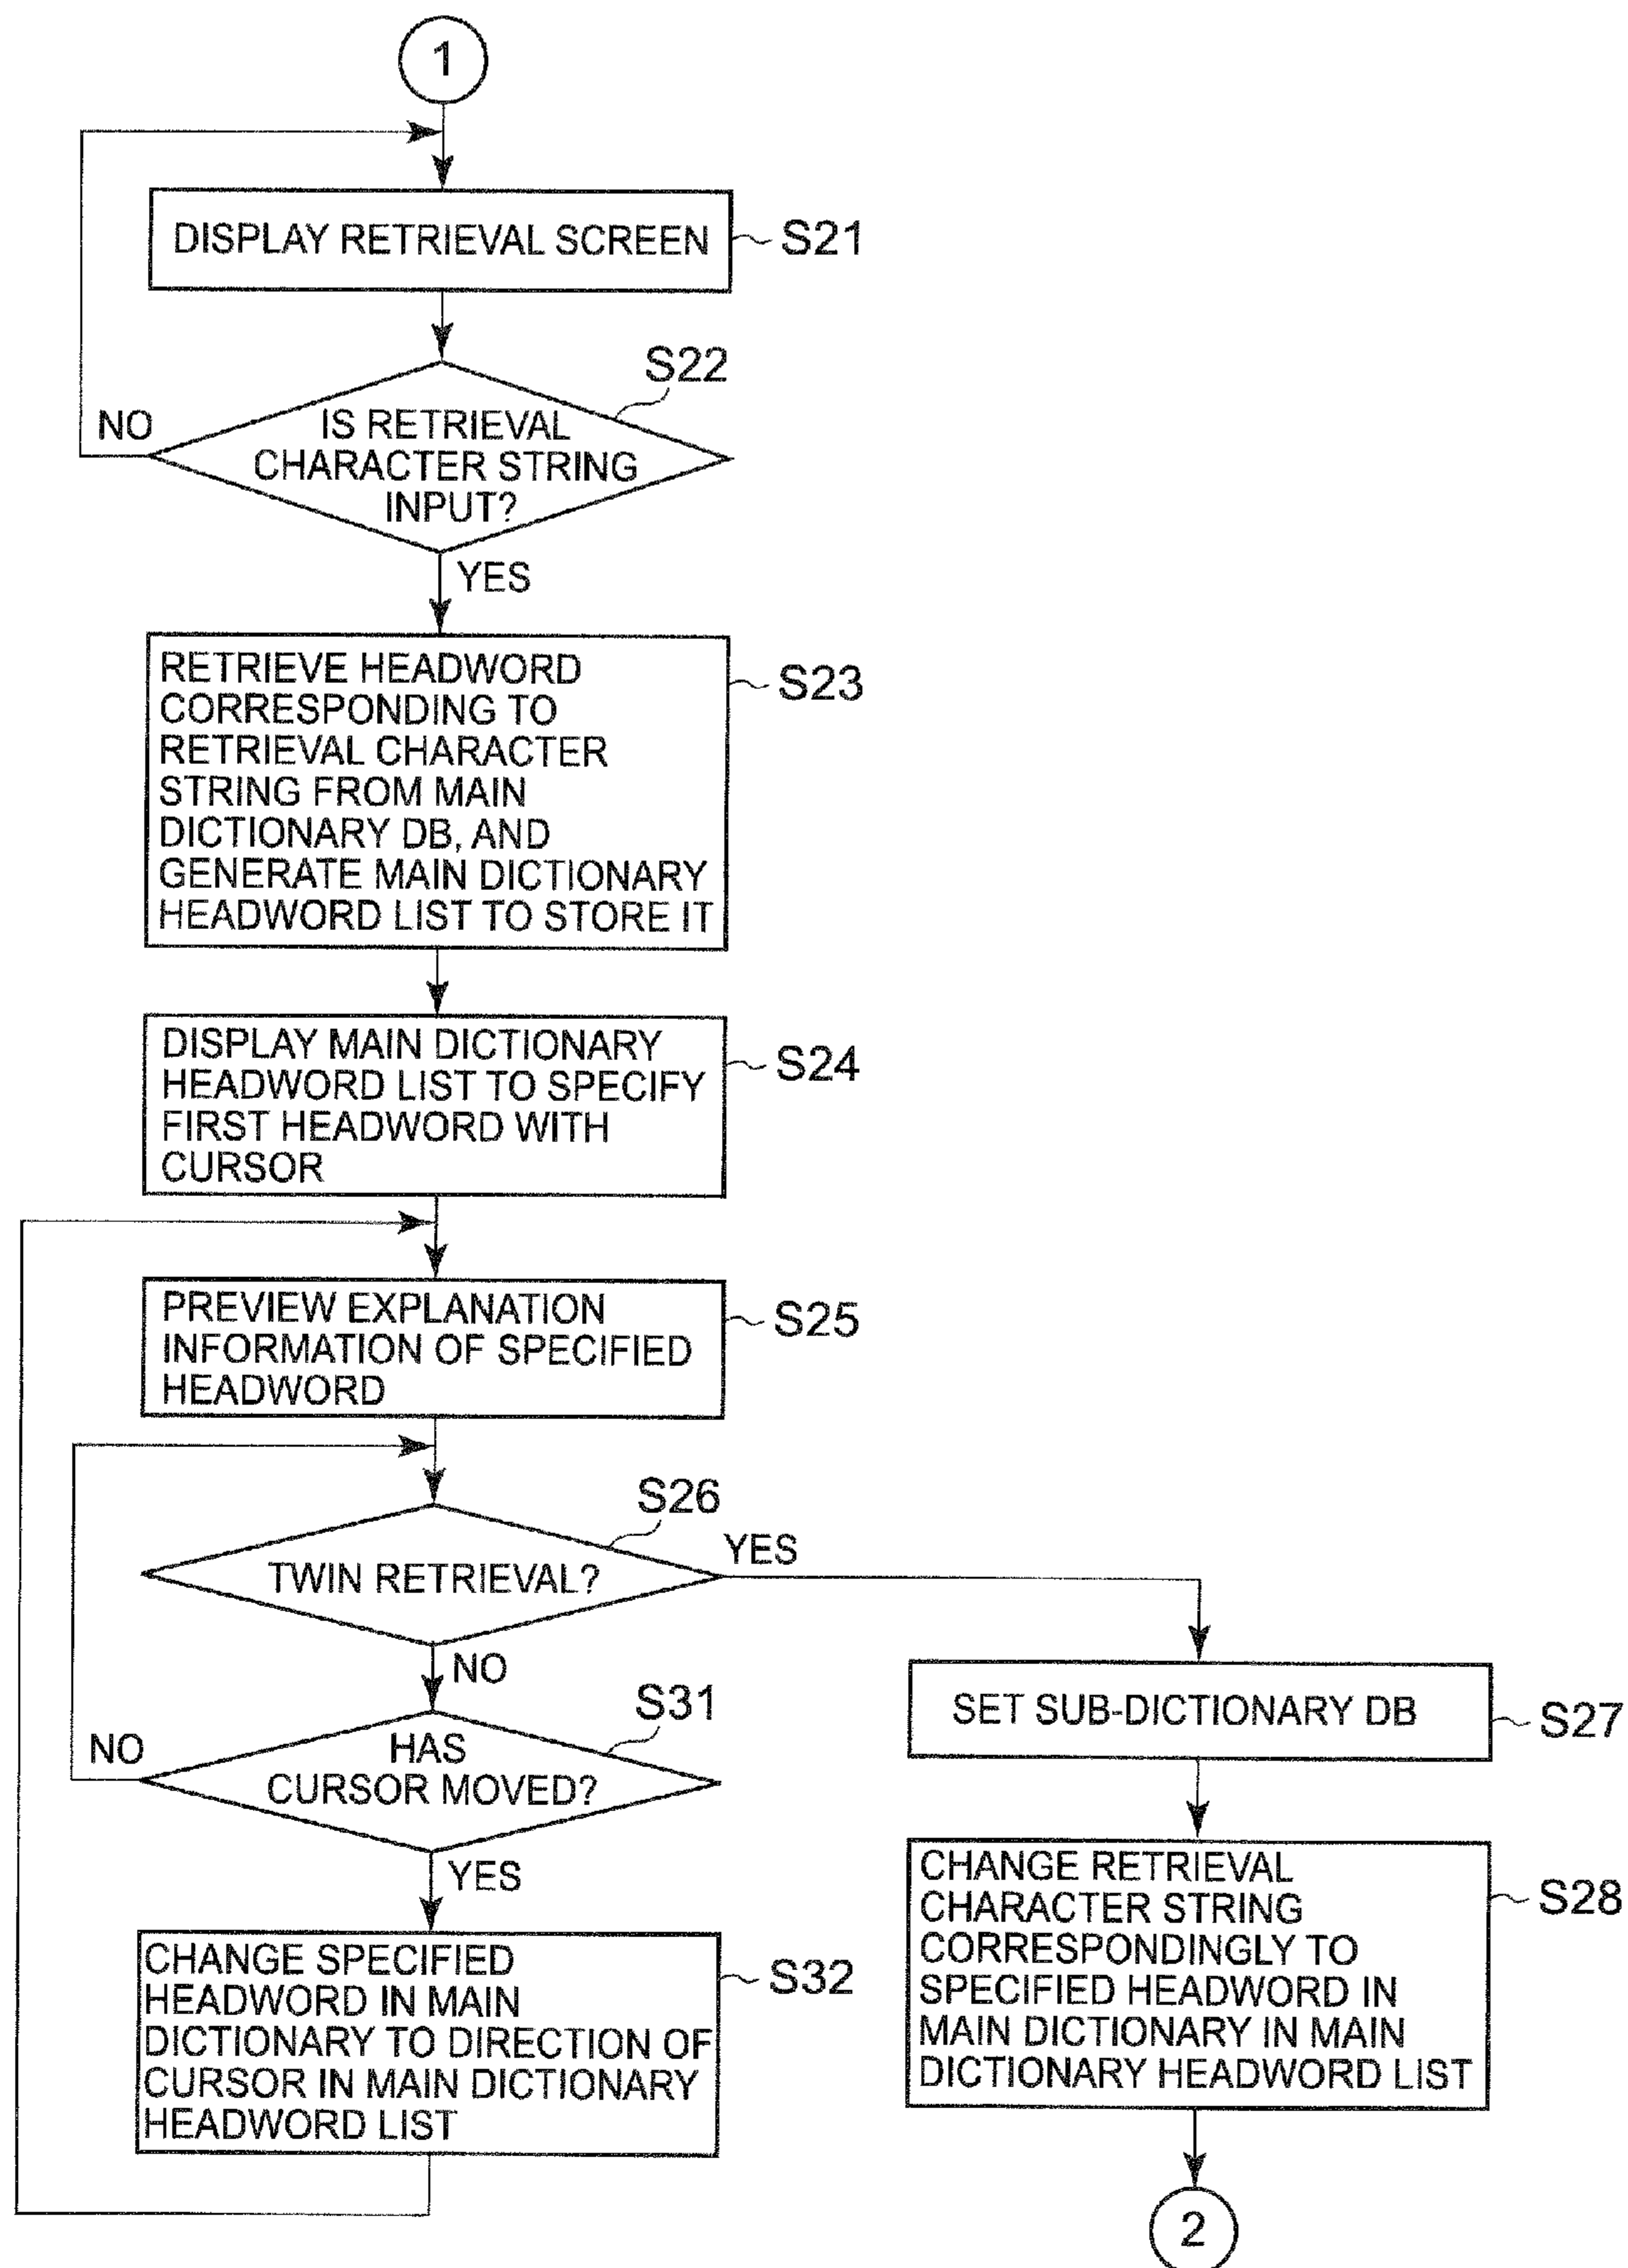 1
DISPLAY RETRIEVAL SCREEN
S21
S22
NO
IS RETRIEVAL
CHARACTER STRING
INPUT?
YES
RETRIEVE HEADWORD
CORRESPONDING TO
RETRIEVAL CHARACTER
STRING FROM MAIN
DICTIONARY DB, AND
GENERATE MAIN DICTIONARY
HEADWORD LIST TO STORE IT
S23
DISPLAY MAIN DICTIONARY
HEADWORD LIST TO SPECIFY
FIRST HEADWORD WITH
CURSOR
S24
PREVIEW EXPLANATION
INFORMATION OF SPECIFIED
HEADWORD
S25
S26
TWIN RETRIEVAL?
YES
NO
S31
NO
HAS
CURSOR MOVED?
YES
CHANGE SPECIFIED
HEADWORD IN MAIN
DICTIONARY TO DIRECTION OF
CURSOR IN MAIN DICTIONARY
HEADWORD LIST
S32
SET SUB-DICTIONARY DB
S27
CHANGE RETRIEVAL
CHARACTER STRING
CORRESPONDINGLY TO
SPECIFIED HEADWORD IN
MAIN DICTIONARY IN MAIN
DICTIONARY HEADWORD LIST
S28
2